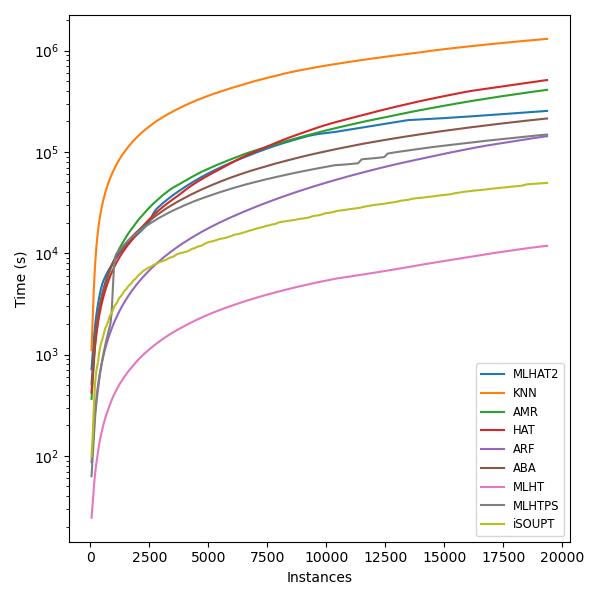 10^6
10^5
10^4
10^3
10^2
Time (s)
0 2500 5000 7500 10000 12500 15000 17500 20000
Instances
MLHAT2
KNN
AMR
HAT
ARF
ABA
MLHT
MLHTPS
iSOUPT